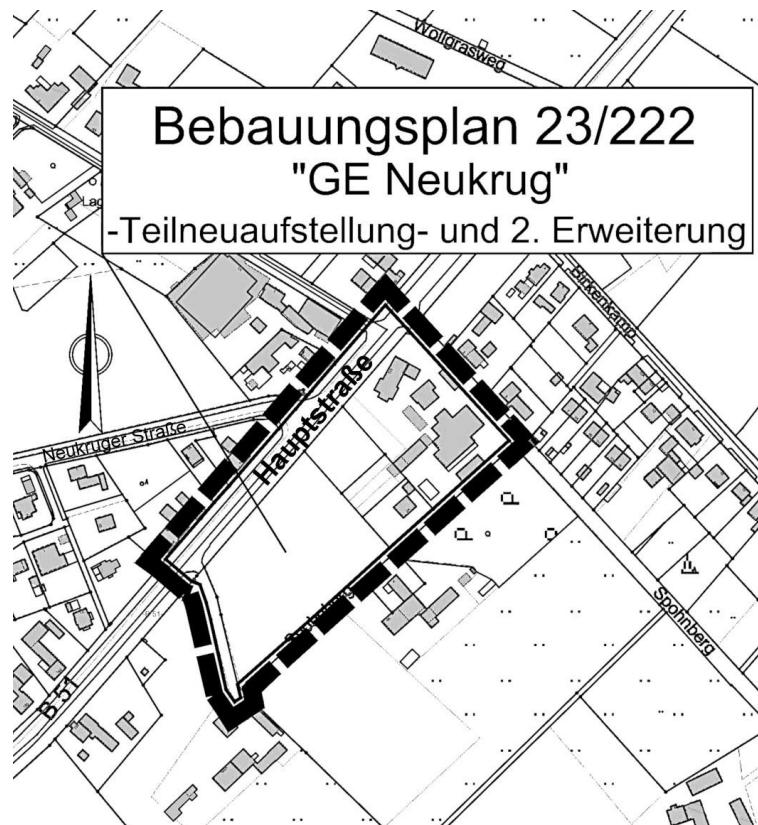 Wollgrasweg
Bebauungsplan 23/222
"GE Neukrug"
-Teilneuaufstellung- und 2. Erweiterung
Birkenkamp
Hauptstraße
Neukruger Straße
Spohnberg
B 51